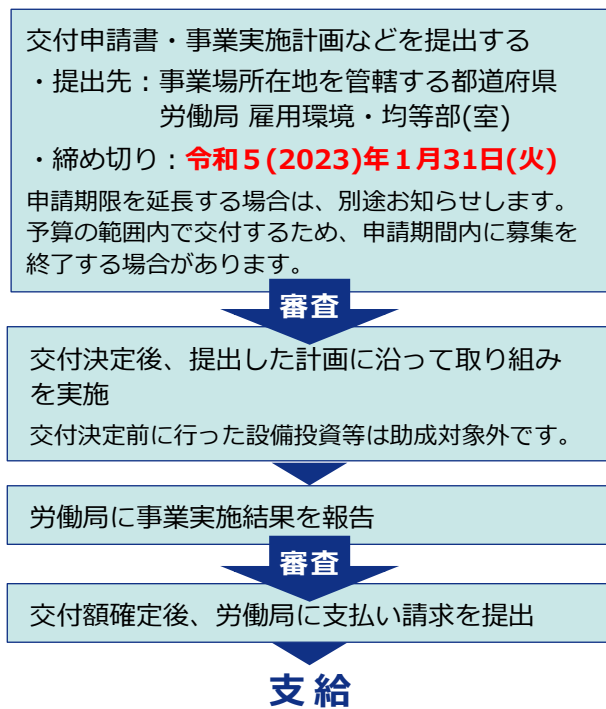 交付申請書・事業実施計画などを提出する
・提出先：事業場所在地を管轄する都道府県
労働局 雇用環境・均等部(室)
・締め切り：令和５(2023)年１月31日(火)
申請期限を延長する場合は、別途お知らせします。
予算の範囲内で交付するため、申請期間内に募集を
終了する場合があります。
審査
交付決定後、提出した計画に沿って取り組み
を実施
交付決定前に行った設備投資等は助成対象外です。
労働局に事業実施結果を報告
審査
交付額確定後、労働局に支払い請求を提出
支給